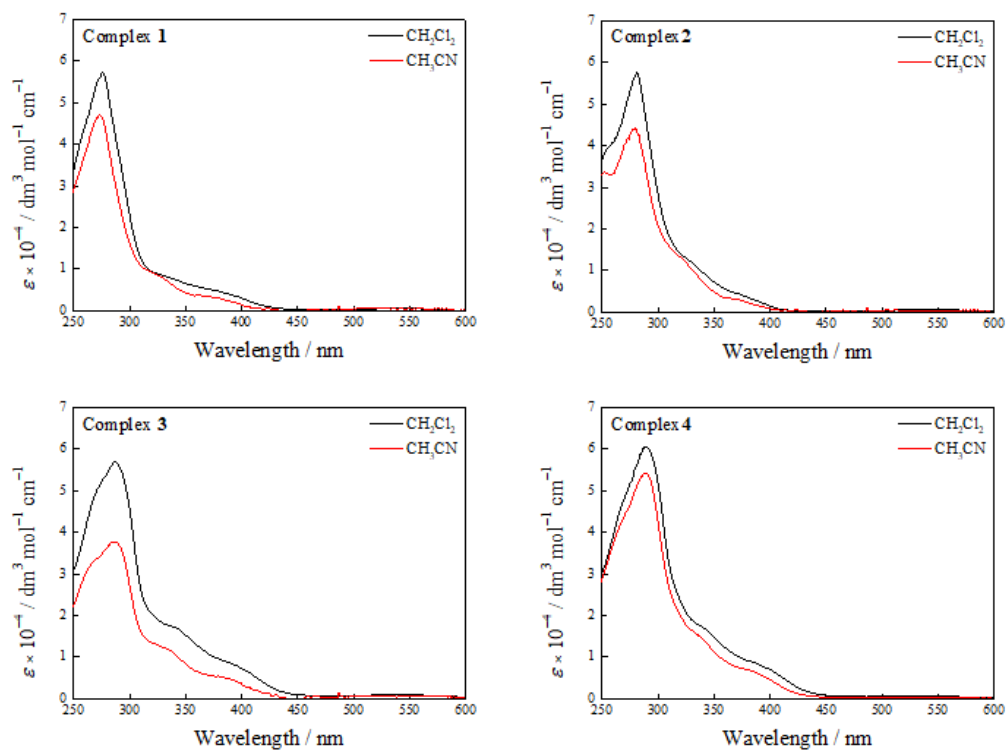 Complex 1
CH₂Cl₂
CH₃CN
7
6
5
4
3
2
1
0
ε × 10⁻⁴ / dm³ mol⁻¹ cm⁻¹
250 300 350 400 450 500 550 600
Wavelength / nm
Complex 2
CH₂Cl₂
CH₃CN
7
6
5
4
3
2
1
0
ε × 10⁻⁴ / dm³ mol⁻¹ cm⁻¹
250 300 350 400 450 500 550 600
Wavelength / nm
Complex 3
CH₂Cl₂
CH₃CN
7
6
5
4
3
2
1
0
ε × 10⁻⁴ / dm³ mol⁻¹ cm⁻¹
250 300 350 400 450 500 550 600
Wavelength / nm
Complex 4
CH₂Cl₂
CH₃CN
7
6
5
4
3
2
1
0
ε × 10⁻⁴ / dm³ mol⁻¹ cm⁻¹
250 300 350 400 450 500 550 600
Wavelength / nm